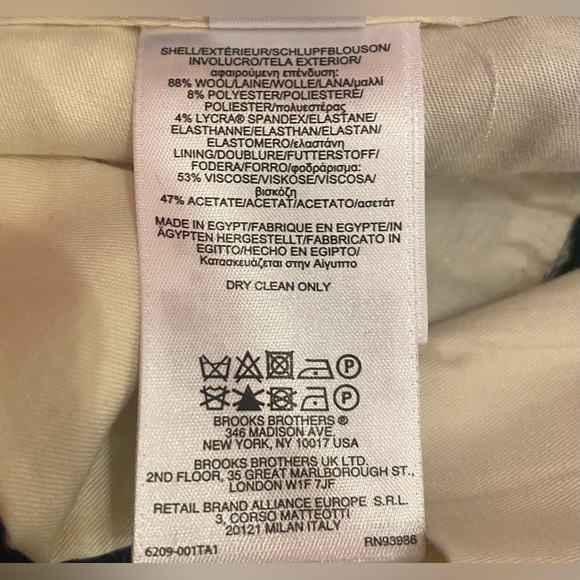 SHELL/EXTÉRIEUR/SCHLUPFBLOUSON/
INVOLUCRO/TELA EXTERIOR/
αφαιρούμενη επένδυση:
88% WOOL/LAINE/WOLLE/LANA/μαλλί
8% POLYESTER/POLIESTERE/
POLIESTER/πολυεστέρας
4% LYCRA® SPANDEX/ELASTANE/
ELASTHANNE/ELASTHAN/ELASTAN/
ELASTOMERO/ελαστάνη
LINING/DOUBLURE/FUTTERSTOFF/
FODERA/FORRO/φοδράρισμα:
53% VISCOSE/VISKOSE/VISCOSA/
βισκόζη
47% ACETATE/ACETAT/ACETATO/ασετάτ
MADE IN EGYPT/FABRIQUE EN EGYPTE/IN
ÄGYPTEN HERGESTELLT/FABBRICATO IN
EGITTO/HECHO EN EGIPTO/
Κατασκευάζεται στην Αίγυπτο
DRY CLEAN ONLY
P
P
BROOKS BROTHERS ®
346 MADISON AVE.
NEW YORK, NY 10017 USA
BROOKS BROTHERS UK LTD.
2ND FLOOR, 35 GREAT MARLBOROUGH ST.,
LONDON W1F 7JF
RETAIL BRAND ALLIANCE EUROPE S.R.L.
3, CORSO MATTEOTTI
20121 MILAN ITALY
6209-001TA1 RN93986